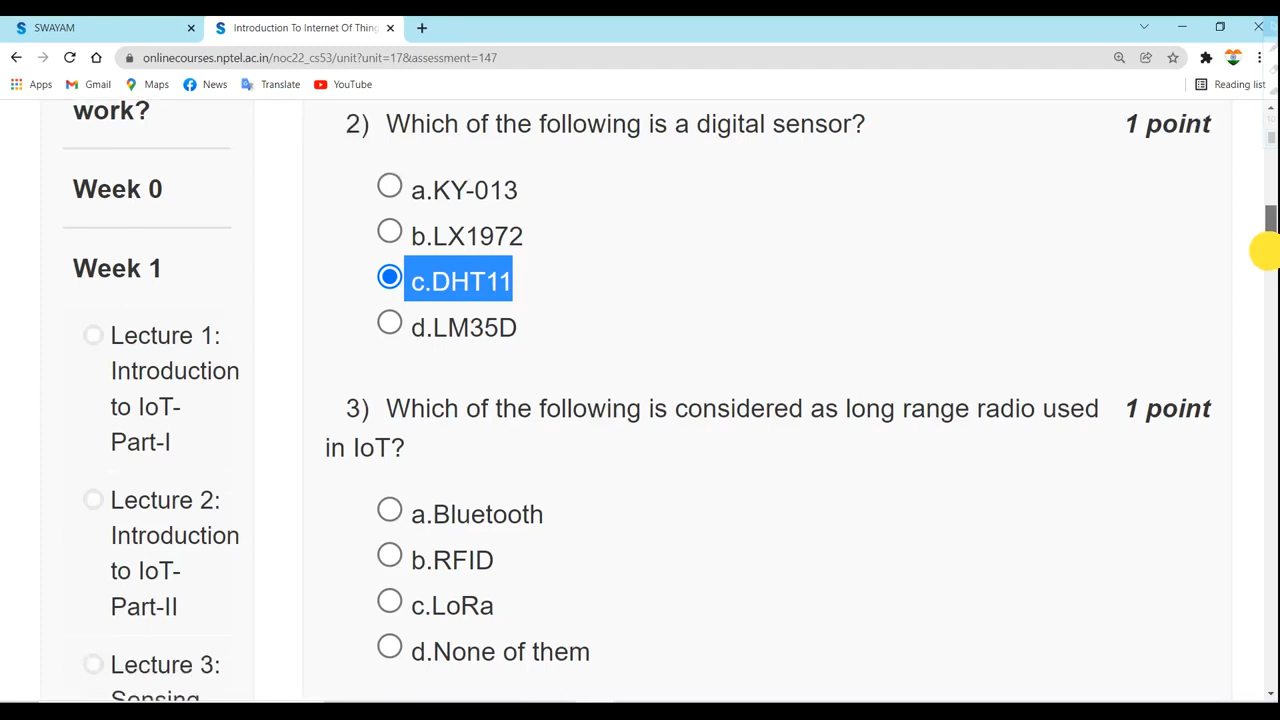 SWAYAM
Introduction To Internet Of Thing
onlinecourses.nptel.ac.in/noc22_cs53/unit?unit=17&assessment=147
Apps Gmail Maps News Translate YouTube Reading list
work?
Week 0
Week 1
Lecture 1:
Introduction
to IoT-
Part-I
Lecture 2:
Introduction
to IoT-
Part-II
Lecture 3:
Sensing
2) Which of the following is a digital sensor? 1 point
a.KY-013
b.LX1972
c.DHT11
d.LM35D
3) Which of the following is considered as long range radio used 1 point
in IoT?
a.Bluetooth
b.RFID
c.LoRa
d.None of them